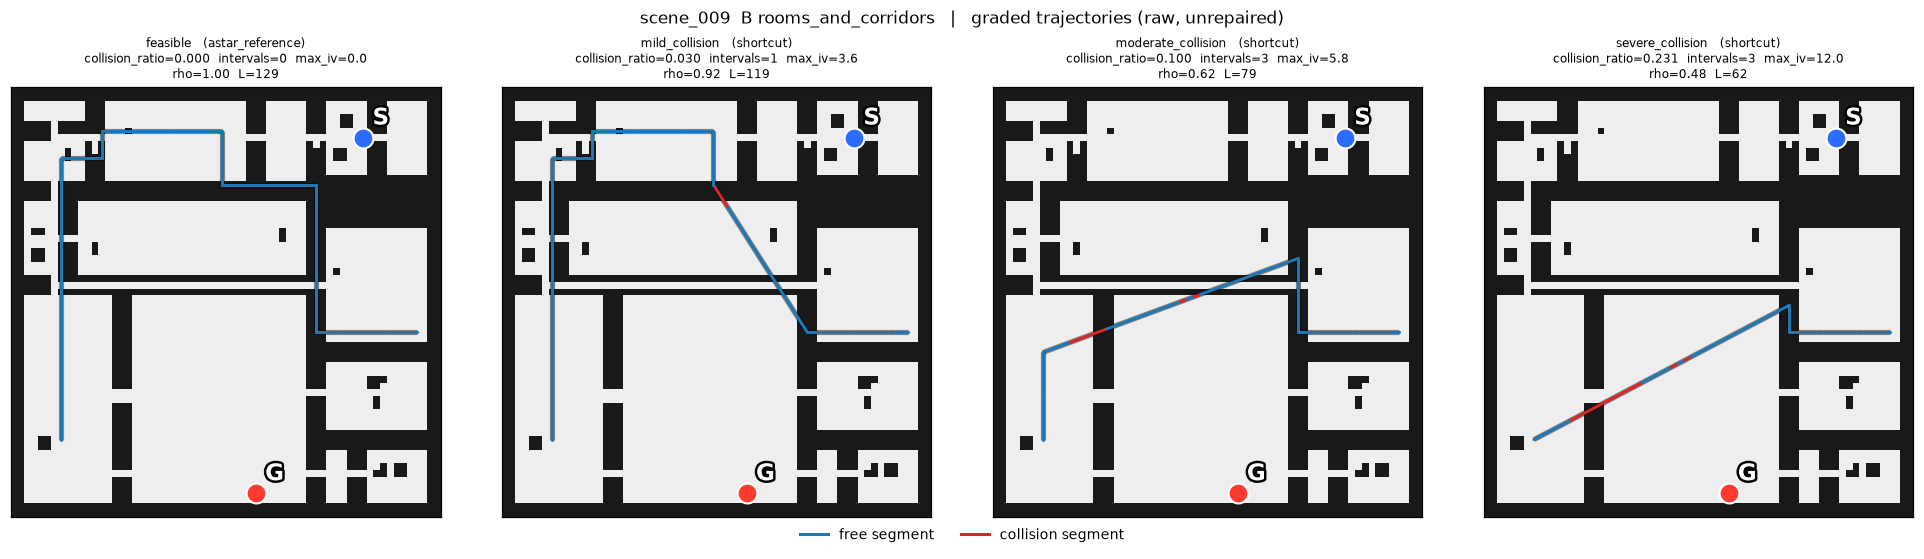 scene_009 B rooms_and_corridors | graded trajectories (raw, unrepaired)
feasible (astar_reference)
collision_ratio=0.000 intervals=0 max_iv=0.0
rho=1.00 L=129
mild_collision (shortcut)
collision_ratio=0.030 intervals=1 max_iv=3.6
rho=0.92 L=119
moderate_collision (shortcut)
collision_ratio=0.100 intervals=3 max_iv=5.8
rho=0.62 L=79
severe_collision (shortcut)
collision_ratio=0.231 intervals=3 max_iv=12.0
rho=0.48 L=62
S
G
S
G
S
G
S
G
free segment
collision segment